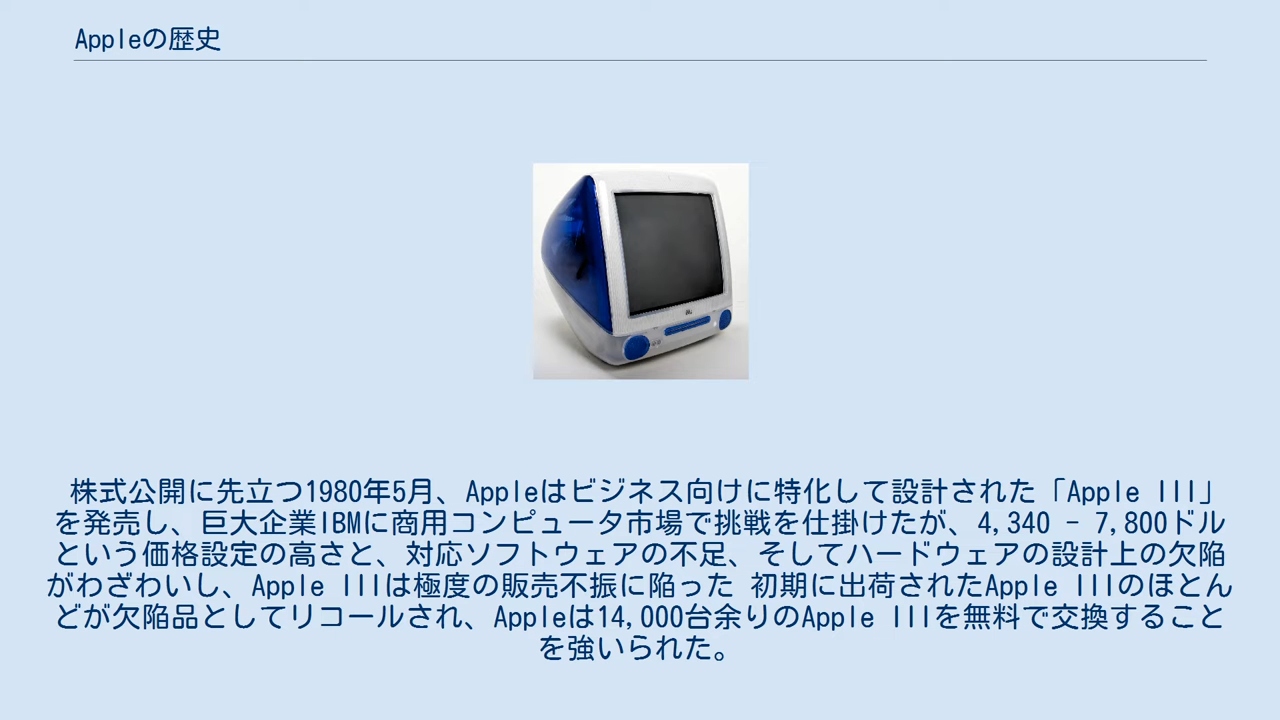 Appleの歴史
株式公開に先立つ1980年5月、Appleはビジネス向けに特化して設計された「Apple III」
を発売し、巨大企業IBMに商用コンピュータ市場で挑戦を仕掛けたが、4,340 - 7,800ドル
という価格設定の高さと、対応ソフトウェアの不足、そしてハードウェアの設計上の欠陥
がわざわいし、Apple IIIは極度の販売不振に陥った 初期に出荷されたApple IIIのほとん
どが欠陥品としてリコールされ、Appleは14,000台余りのApple IIIを無料で交換すること
を強いられた。